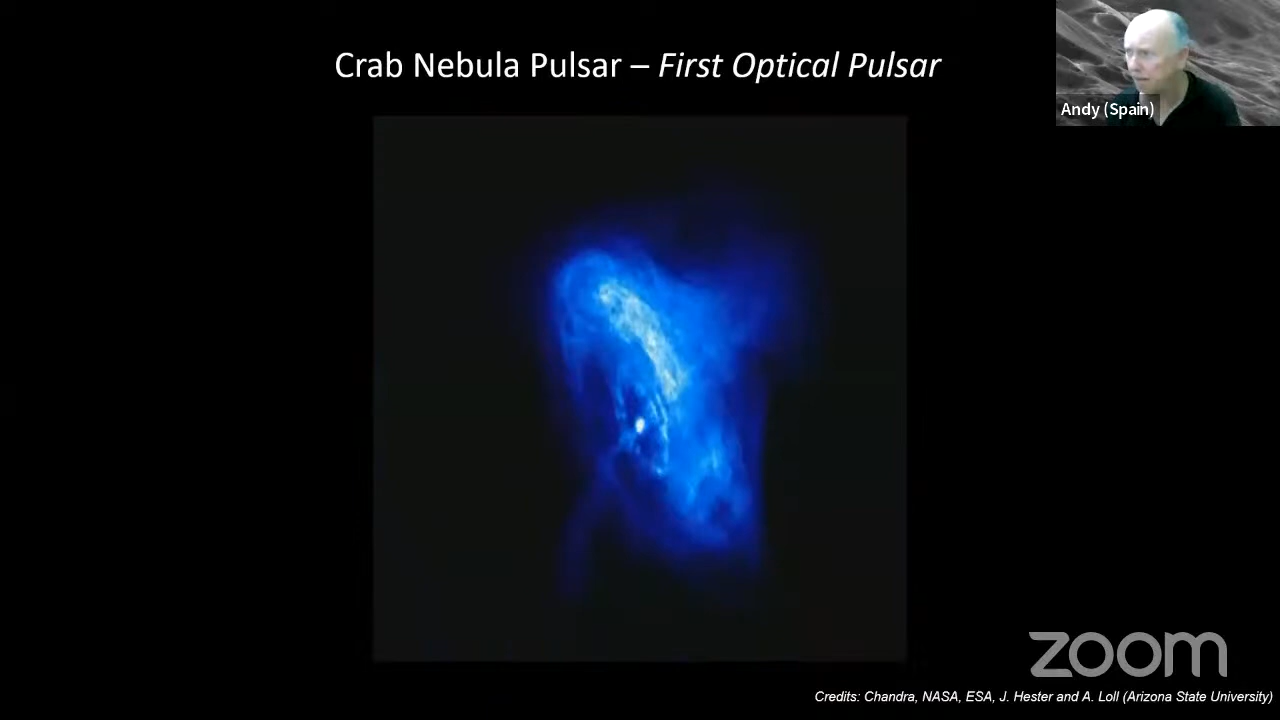 Crab Nebula Pulsar – First Optical Pulsar
Andy (Spain)
zoom
Credits: Chandra, NASA, ESA, J. Hester and A. Loll (Arizona State University)